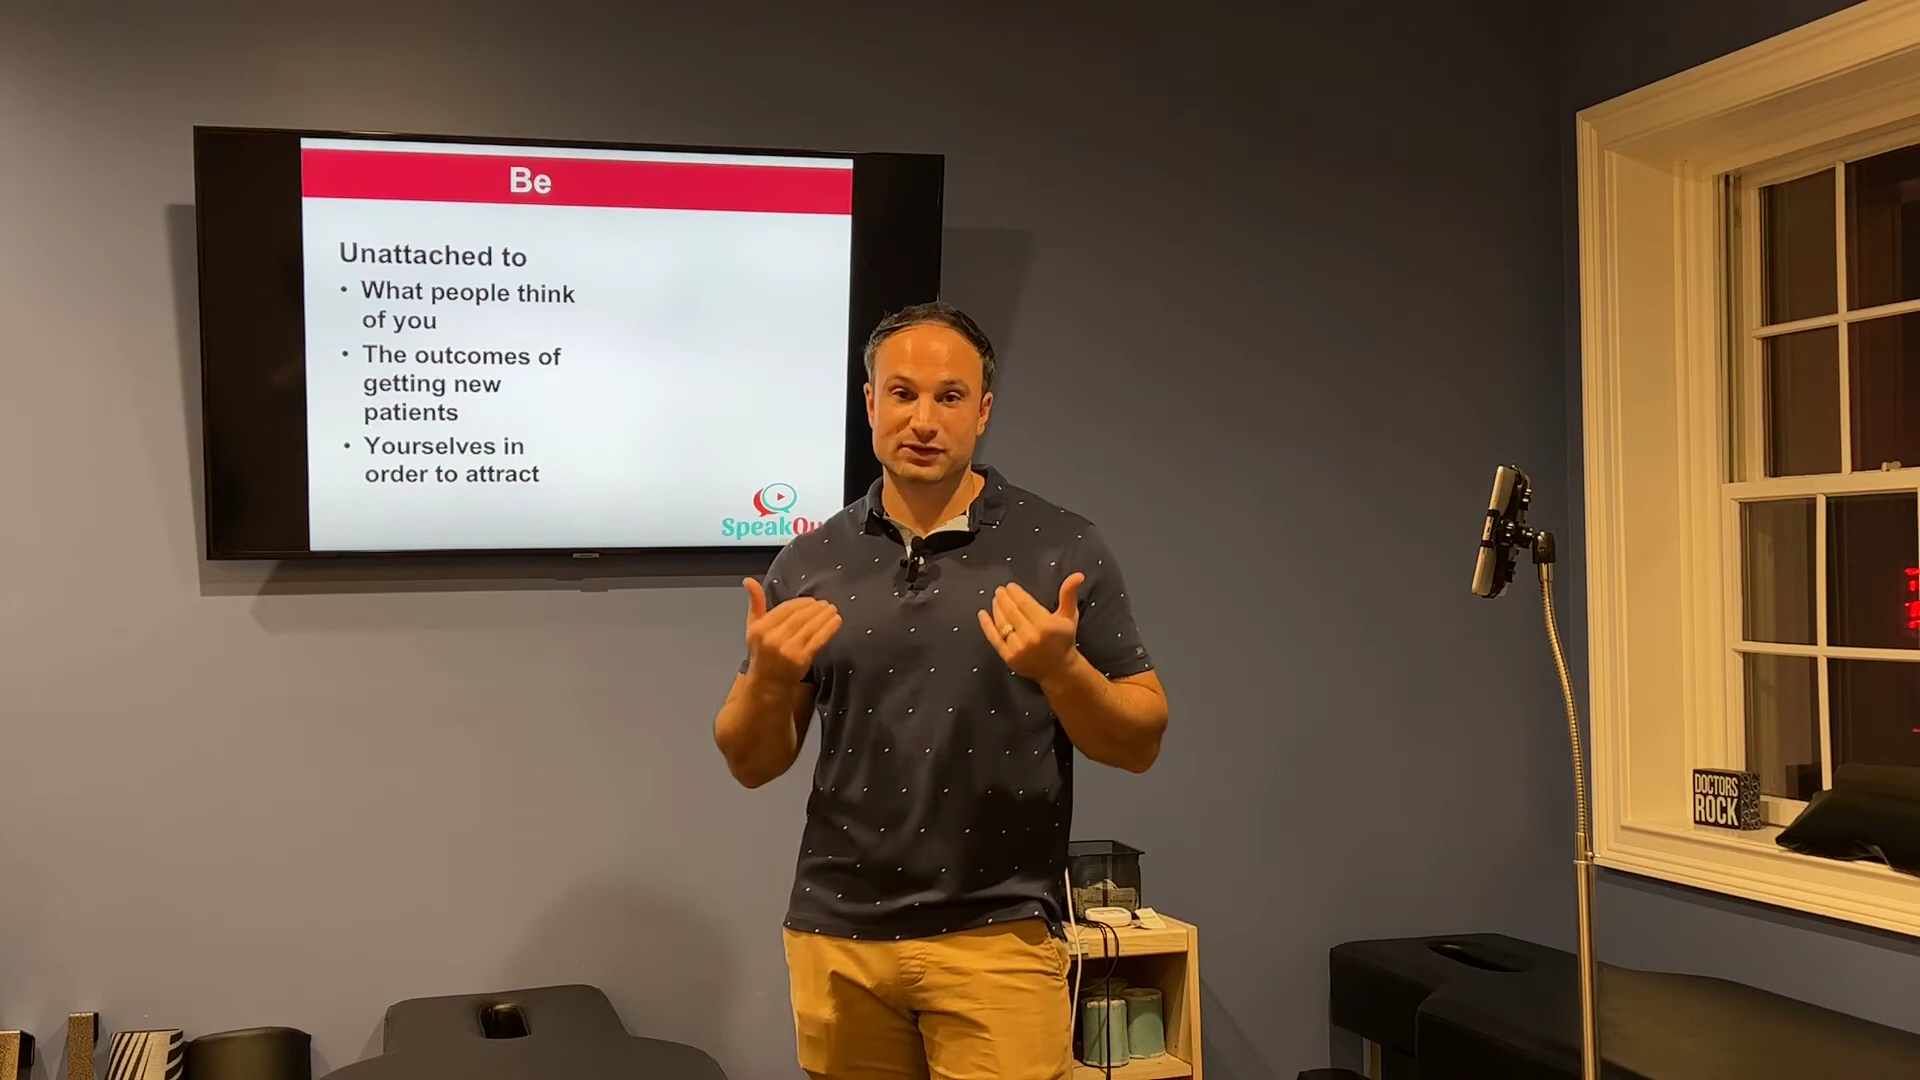 Be
Unattached to
• What people think
of you
• The outcomes of
getting new
patients
• Yourselves in
order to attract
DOCTORS
ROCK